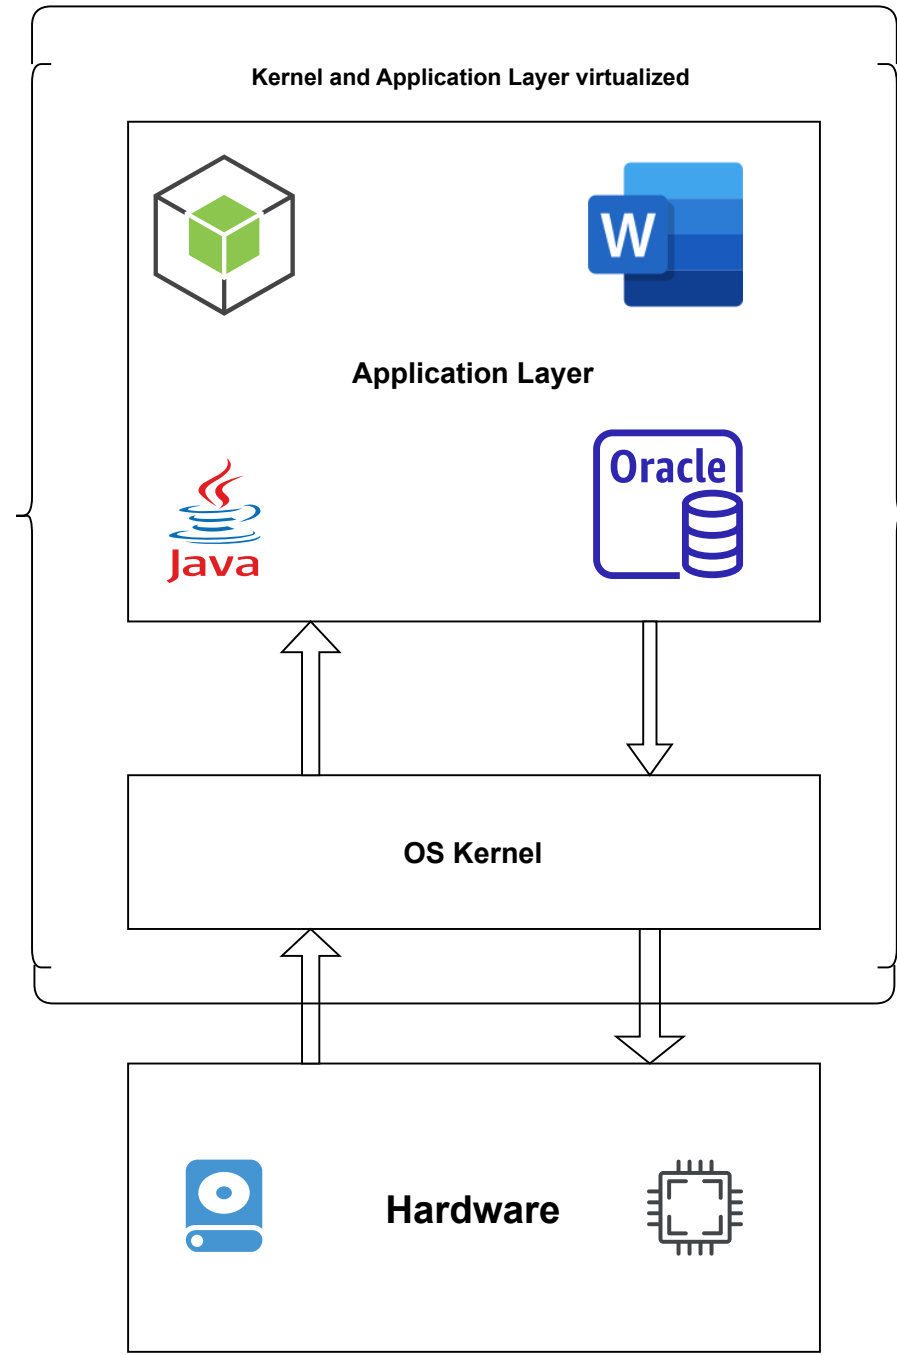 Kernel and Application Layer virtualized
W
Application Layer
Oracle
Java
OS Kernel
Hardware